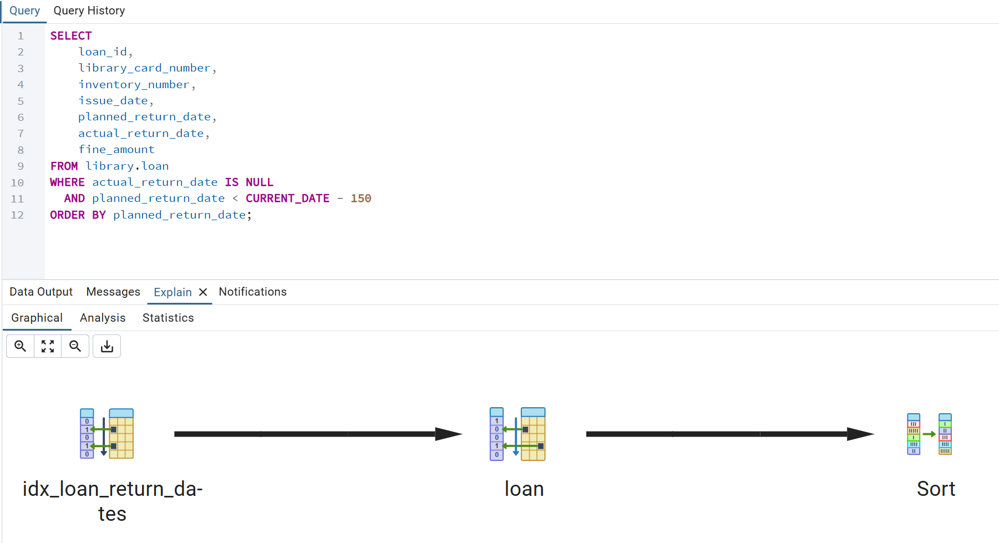 Query Query History
1 SELECT
2 loan_id,
3 library_card_number,
4 inventory_number,
5 issue_date,
6 planned_return_date,
7 actual_return_date,
8 fine_amount
9 FROM library.loan
10 WHERE actual_return_date IS NULL
11 AND planned_return_date < CURRENT_DATE - 150
12 ORDER BY planned_return_date;
Data Output Messages Explain Notifications
Graphical Analysis Statistics
idx_loan_return_da-
tes
loan
Sort